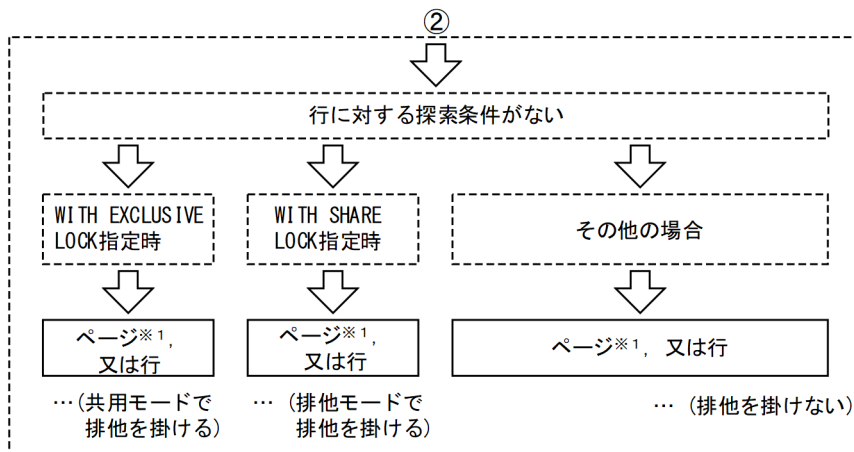 ②
行に対する探索条件がない
WITH EXCLUSIVE
LOCK指定時
WITH SHARE
LOCK指定時
その他の場合
ページ※1,
又は行
ページ※1,
又は行
ページ※1, 又は行
…(共用モードで
排他を掛ける)
…(排他モードで
排他を掛ける)
…(排他を掛けない)